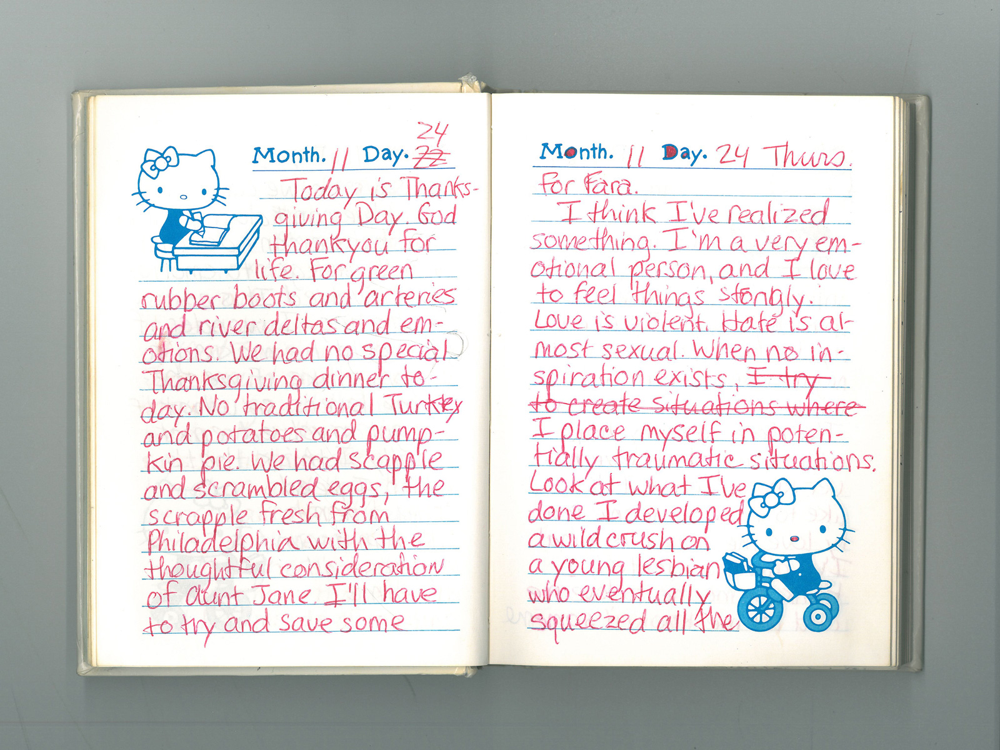 24
Month. 11 Day. 22
Today is Thanks-
giving Day. God
thankyou for
life. For green
rubber boots and arteries
and river deltas and em-
otions. We had no special
Thanksgiving dinner to-
day. No traditional Turkey
and potatoes and pump-
kin pie. We had scapple
and scrambled eggs, the
scrapple fresh from
Philadelphia with the
thoughtful consideration
of Aunt Jane. I'll have
to try and save some
Month. 11 Day. 24 Thurs.
for Fara.
I think I've realized
something. I'm a very em-
otional person, and I love
to feel things stongly.
Love is violent. Hate is al-
most sexual. When no in-
spiration exists, I try
to create situations where
I place myself in poten-
tially traumatic situations.
Look at what I've
done I developed
a wild crush on
a young lesbian
who eventually
squeezed all the